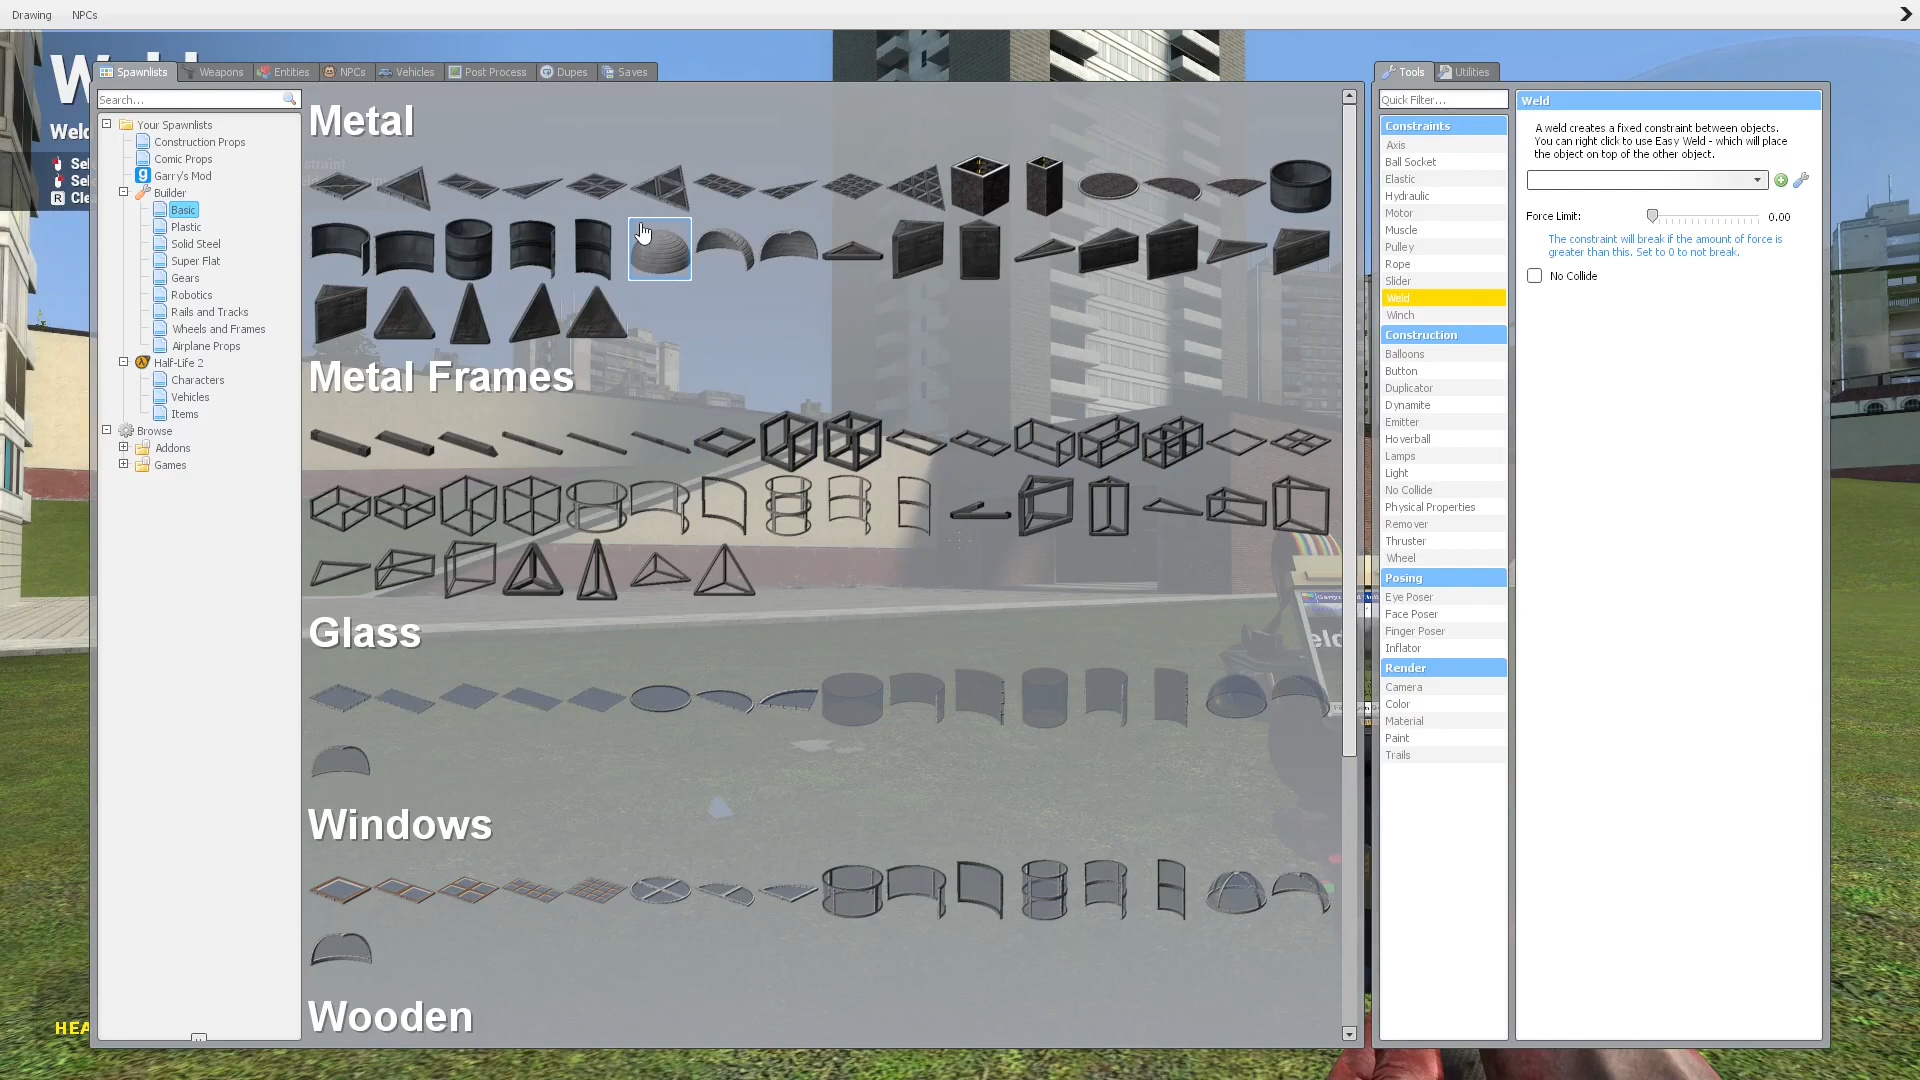 Drawing NPCs
Weld
Spawnlists Weapons Entities NPCs Vehicles Post Process Dupes Saves
Tools Utilities
Search...
Your Spawnlists
Construction Props
Comic Props
Garry's Mod
Builder
Basic
Plastic
Solid Steel
Super Flat
Gears
Robotics
Rails and Tracks
Wheels and Frames
Airplane Props
Half-Life 2
Characters
Vehicles
Items
Browse
Addons
Games
Metal
Metal Frames
Glass
Windows
Wooden
Quick Filter...
Constraints
Axis
Ball Socket
Elastic
Hydraulic
Motor
Muscle
Pulley
Rope
Slider
Weld
Winch
Construction
Balloons
Button
Duplicator
Dynamite
Emitter
Hoverball
Lamps
Light
No Collide
Physical Properties
Remover
Thruster
Wheel
Posing
Eye Poser
Face Poser
Finger Poser
Inflator
Render
Camera
Color
Material
Paint
Trails
Weld
A weld creates a fixed constraint between objects.
You can right click to use Easy Weld - which will place
the object on top of the other object.
Force Limit: 0.00
The constraint will break if the amount of force is
greater than this. Set to 0 to not break.
No Collide
Weld
Sel
Sel
R Cle
HEA